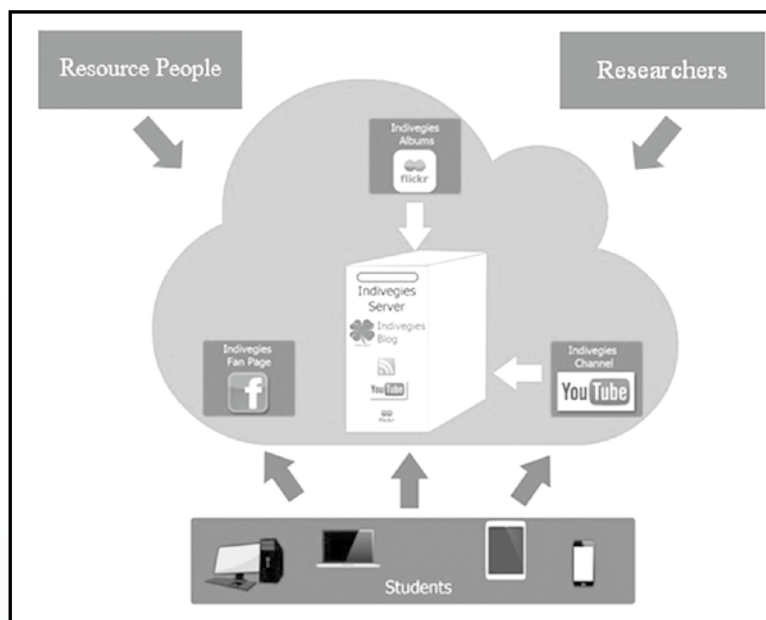 Resource People
Researchers
Indivegies
Albums
flickr
Indivegies
Server
Indivegies
Blog
YouTube
flickr
Indivegies
Fan Page
f
Indivegies
Channel
YouTube
Students